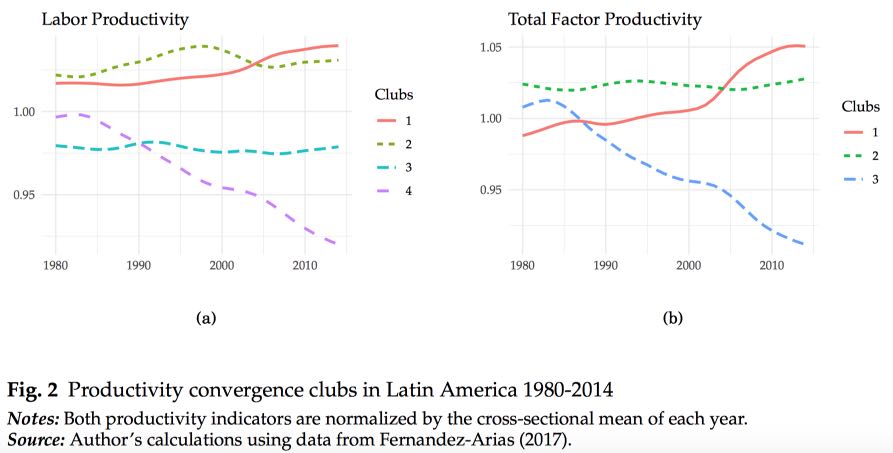 Labor Productivity
1.00
0.95
1980
1990
2000
2010
Clubs
1
2
3
4
(a)
Total Factor Productivity
1.05
1.00
0.95
1980
1990
2000
2010
Clubs
1
2
3
(b)
Fig. 2 Productivity convergence clubs in Latin America 1980-2014
Notes: Both productivity indicators are normalized by the cross-sectional mean of each year.
Source: Author's calculations using data from Fernandez-Arias (2017).